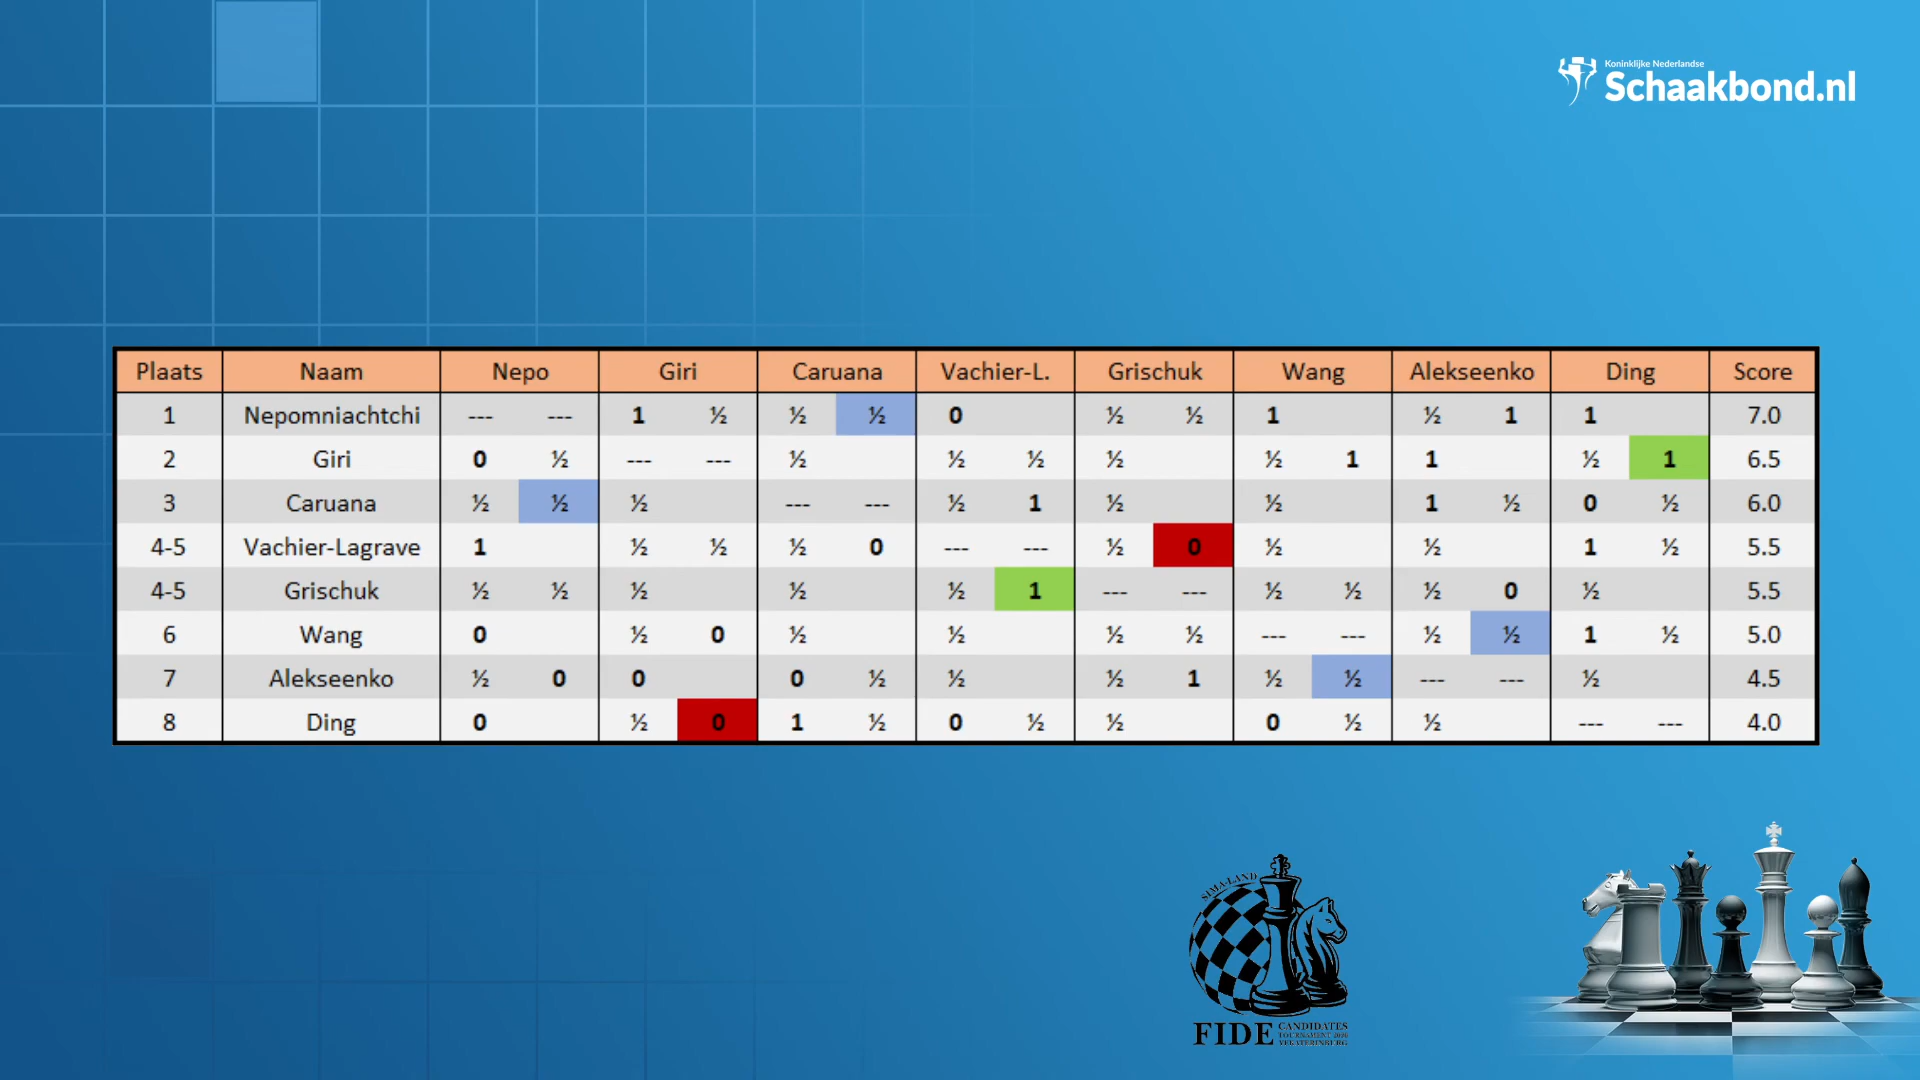 Koninklijke Nederlandse
Schaakbond.nl
Plaats Naam Nepo Giri Caruana Vachier-L. Grischuk Wang Alekseenko Ding Score
1 Nepomniachtchi --- --- 1 ½ ½ ½ 0 ½ ½ 1 ½ 1 1 7.0
2 Giri 0 ½ --- --- ½ ½ ½ ½ ½ 1 1 ½ 1 6.5
3 Caruana ½ ½ ½ --- --- ½ 1 ½ ½ 1 ½ 0 ½ 6.0
4-5 Vachier-Lagrave 1 ½ ½ ½ 0 --- --- ½ 0 ½ ½ 1 ½ 5.5
4-5 Grischuk ½ ½ ½ ½ ½ 1 --- --- ½ ½ ½ 0 ½ 5.5
6 Wang 0 ½ 0 ½ ½ ½ ½ --- --- ½ ½ 1 ½ 5.0
7 Alekseenko ½ 0 0 0 ½ ½ ½ 1 ½ ½ --- --- ½ 4.5
8 Ding 0 ½ 0 1 ½ 0 ½ ½ 0 ½ ½ --- --- 4.0
SIMA-LAND
FIDE CANDIDATES
TOURNAMENT 2020
YEKATERINBURG